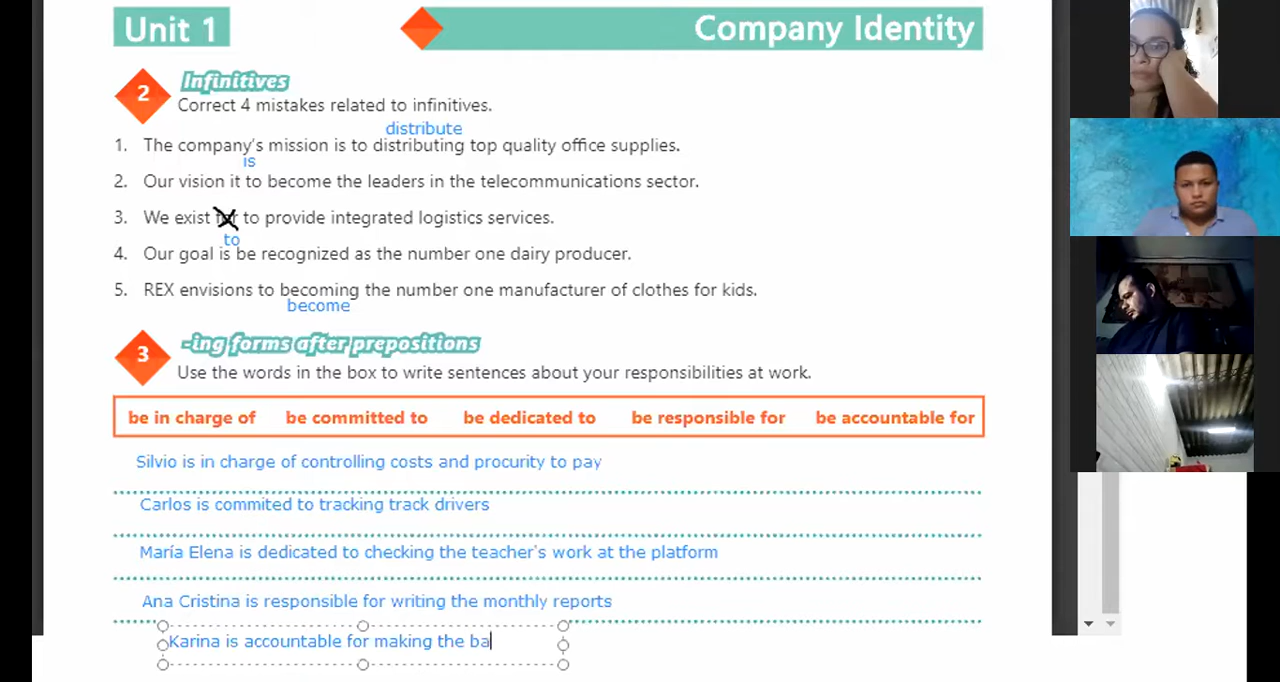 Unit 1
Company Identity
2
Infinitives
Correct 4 mistakes related to infinitives.
distribute
1. The company's mission is to distributing top quality office supplies.
is
2. Our vision it to become the leaders in the telecommunications sector.
3. We exist for to provide integrated logistics services.
to
4. Our goal is be recognized as the number one dairy producer.
5. REX envisions to becoming the number one manufacturer of clothes for kids.
become
3
-ing forms after prepositions
Use the words in the box to write sentences about your responsibilities at work.
be in charge of be committed to be dedicated to be responsible for be accountable for
Silvio is in charge of controlling costs and procurity to pay
Carlos is commited to tracking track drivers
María Elena is dedicated to checking the teacher's work at the platform
Ana Cristina is responsible for writing the monthly reports
Karina is accountable for making the ba